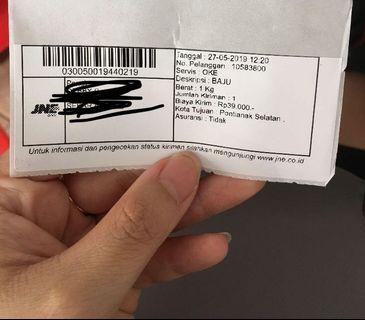 030050019440219
JNE
Tanggal : 27-05-2019 12:20
No. Pelanggan : 10583800
Servis : OKE
Deskripsi : BAJU
Berat : 1 Kg
Jumlah Kiriman : 1
Biaya Kirim : Rp39.000.-
Kota Tujuan : Pontianak Selatan .
Asuransi : Tidak
Untuk informasi dan pengecekan status kiriman silahkan mengunjungi www.jne.co.id